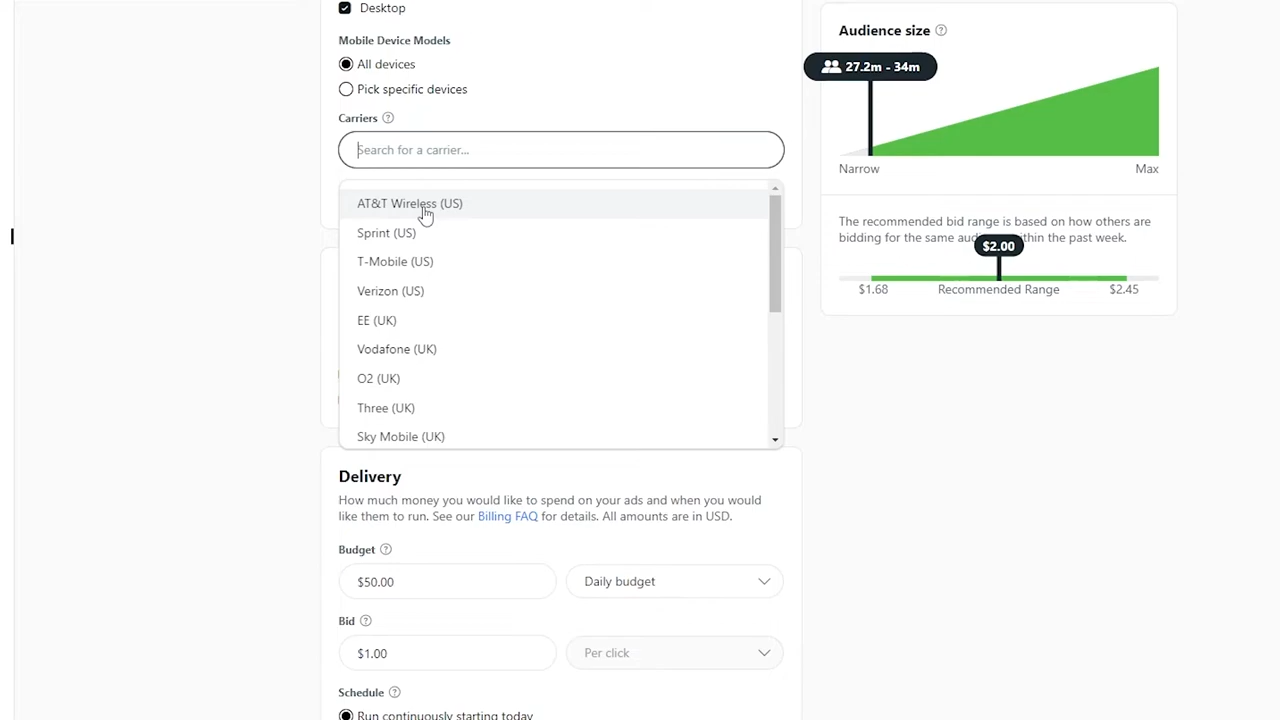 Desktop
Mobile Device Models
All devices
Pick specific devices
Carriers ?
Search for a carrier...
AT&T Wireless (US)
Sprint (US)
T-Mobile (US)
Verizon (US)
EE (UK)
Vodafone (UK)
O2 (UK)
Three (UK)
Sky Mobile (UK)
Delivery
How much money you would like to spend on your ads and when you would
like them to run. See our Billing FAQ for details. All amounts are in USD.
Budget ?
$50.00 Daily budget
Bid ?
$1.00 Per click
Schedule ?
Run continuously starting today
Audience size ?
27.2m - 34m
Narrow Max
The recommended bid range is based on how others are
bidding for the same within the past week.
$2.00
$1.68 Recommended Range $2.45